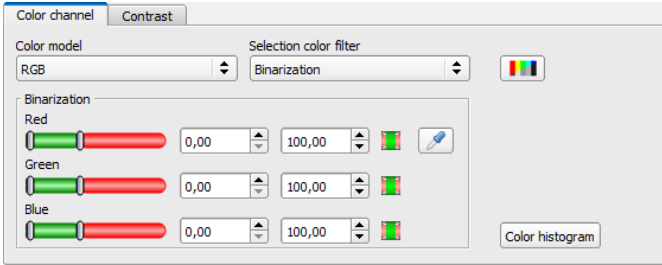 Color channel Contrast
Color model Selection color filter
RGB Binarization
Binarization
Red
0,00 100,00
Green
0,00 100,00
Blue
0,00 100,00
Color histogram